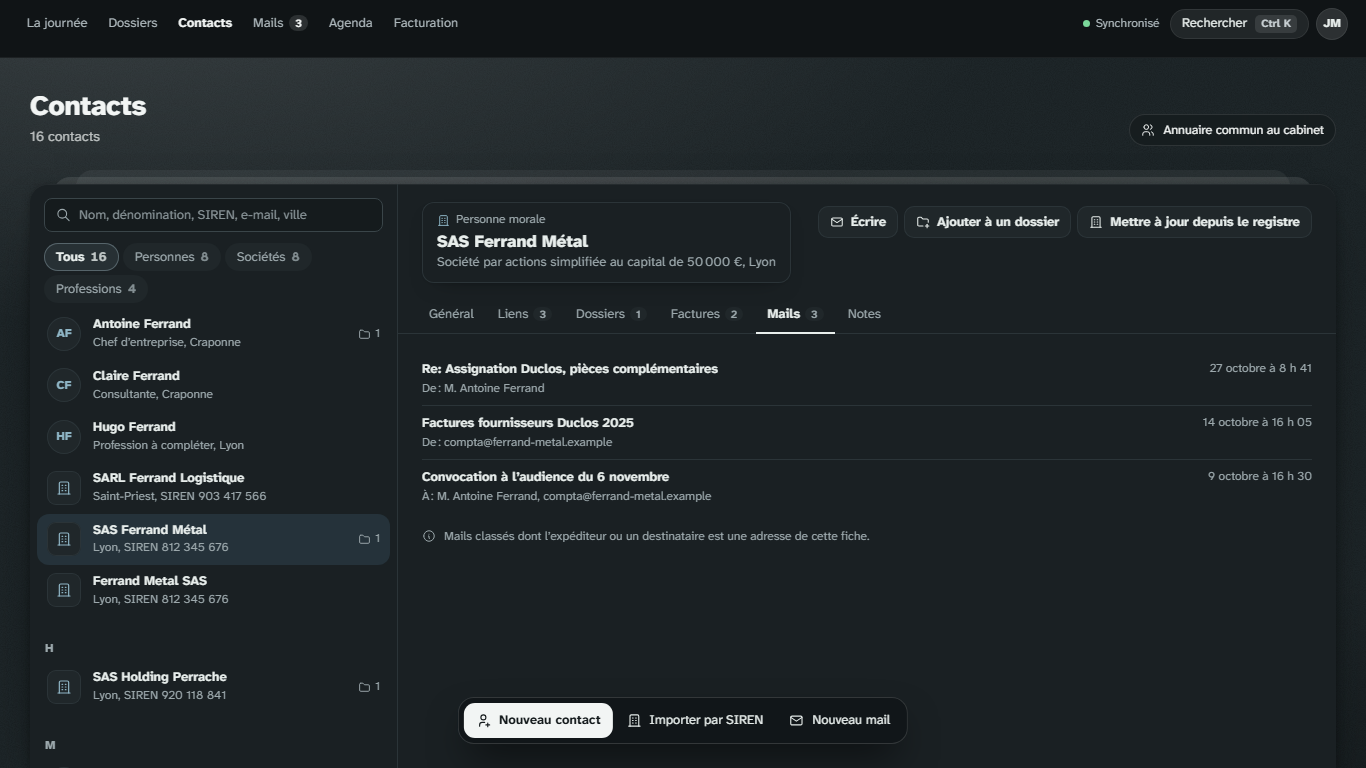 La journée Dossiers Contacts Mails 3 Agenda Facturation Synchronisé Rechercher Ctrl K JM
Contacts
16 contacts
Annuaire commun au cabinet
Nom, dénomination, SIREN, e-mail, ville
Tous 16 Personnes 8 Sociétés 8
Professions 4
AF Antoine Ferrand 1
Chef d'entreprise, Craponne
CF Claire Ferrand
Consultante, Craponne
HF Hugo Ferrand
Profession à compléter, Lyon
SARL Ferrand Logistique
Saint-Priest, SIREN 903 417 566
SAS Ferrand Métal 1
Lyon, SIREN 812 345 676
Ferrand Metal SAS
Lyon, SIREN 812 345 676
H
SAS Holding Perrache 1
Lyon, SIREN 920 118 841
M
Personne morale
SAS Ferrand Métal
Société par actions simplifiée au capital de 50 000 €, Lyon
Écrire Ajouter à un dossier Mettre à jour depuis le registre
Général Liens 3 Dossiers 1 Factures 2 Mails 3 Notes
Re: Assignation Duclos, pièces complémentaires 27 octobre à 8 h 41
De : M. Antoine Ferrand
Factures fournisseurs Duclos 2025 14 octobre à 16 h 05
De : compta@ferrand-metal.example
Convocation à l'audience du 6 novembre 9 octobre à 16 h 30
À : M. Antoine Ferrand, compta@ferrand-metal.example
Mails classés dont l'expéditeur ou un destinataire est une adresse de cette fiche.
Nouveau contact Importer par SIREN Nouveau mail